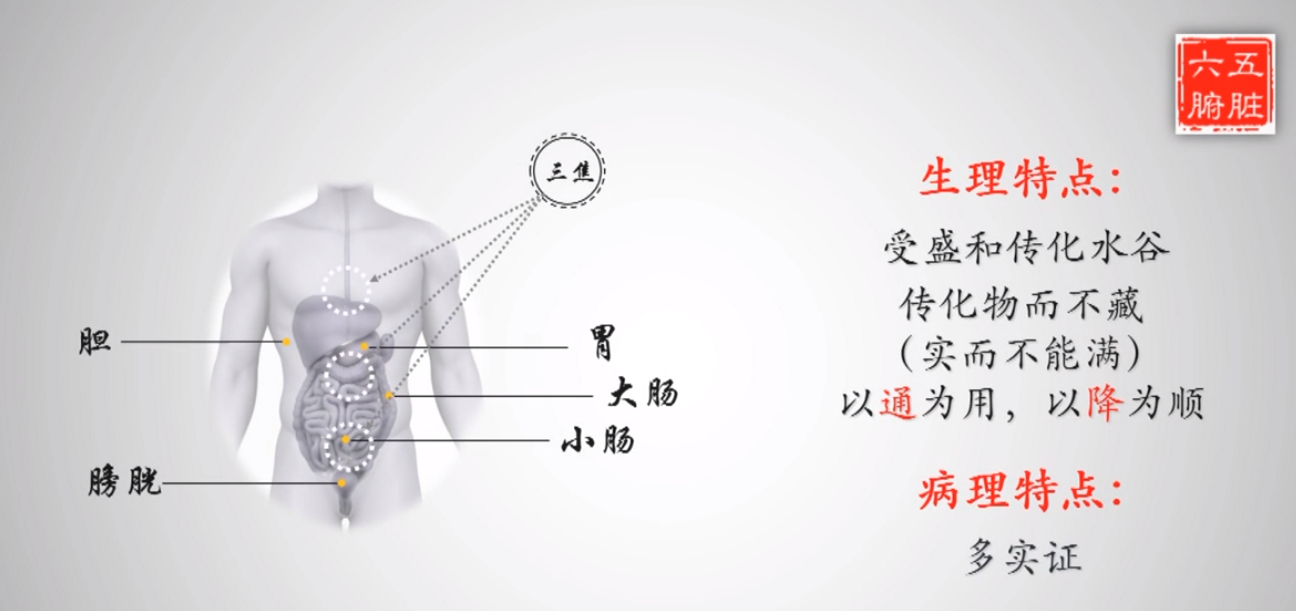 五脏
六腑
三焦
胆
胃
大肠
小肠
膀胱
生理特点：
受盛和传化水谷
传化物而不藏
（实而不能满）
以通为用，以降为顺
病理特点：
多实证